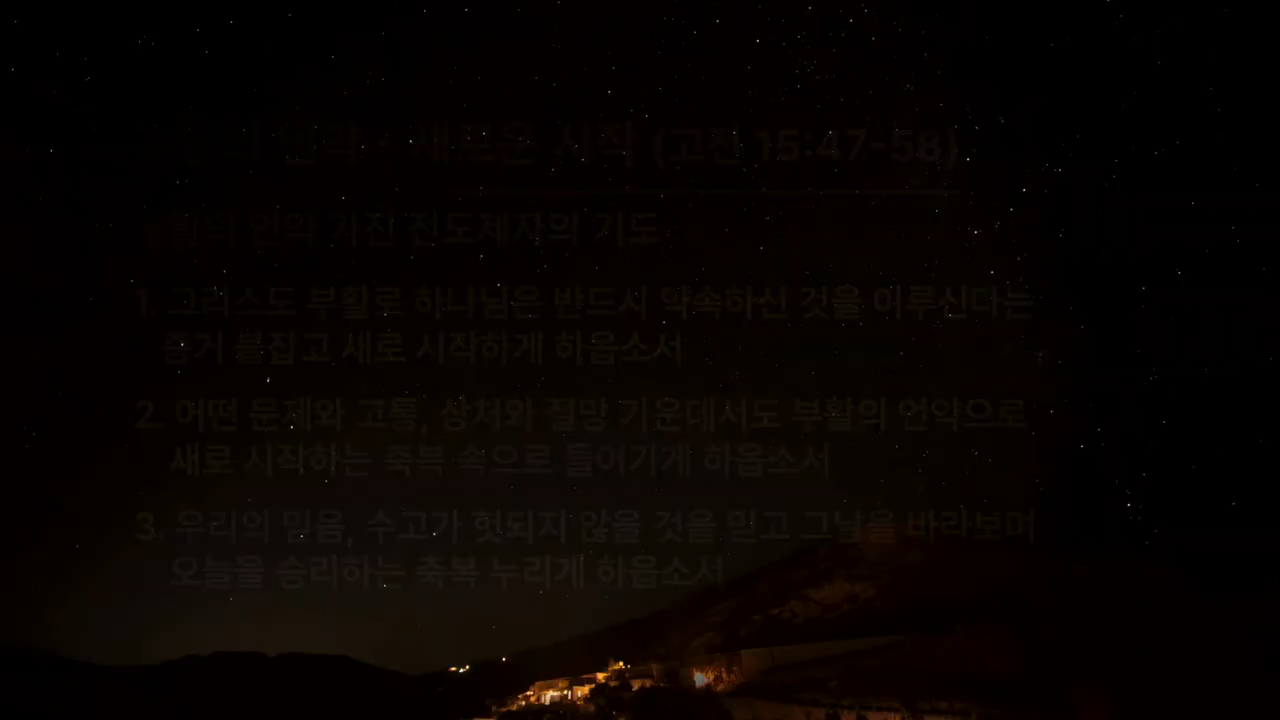 언약 - 새로운 시작 (고전 15:47-58)
부활의 언약 가진 전도제자의 기도
1. 그리스도 부활로 하나님은 반드시 약속하신 것을 이루신다는
증거 붙잡고 새로 시작하게 하옵소서
2. 어떤 문제와 고통, 상처와 절망 가운데서도 부활의 언약으로
새로 시작하는 축복 속으로 들어가게 하옵소서
3. 우리의 믿음, 수고가 헛되지 않을 것을 믿고 그날을 바라보며
오늘을 승리하는 축복 누리게 하옵소서